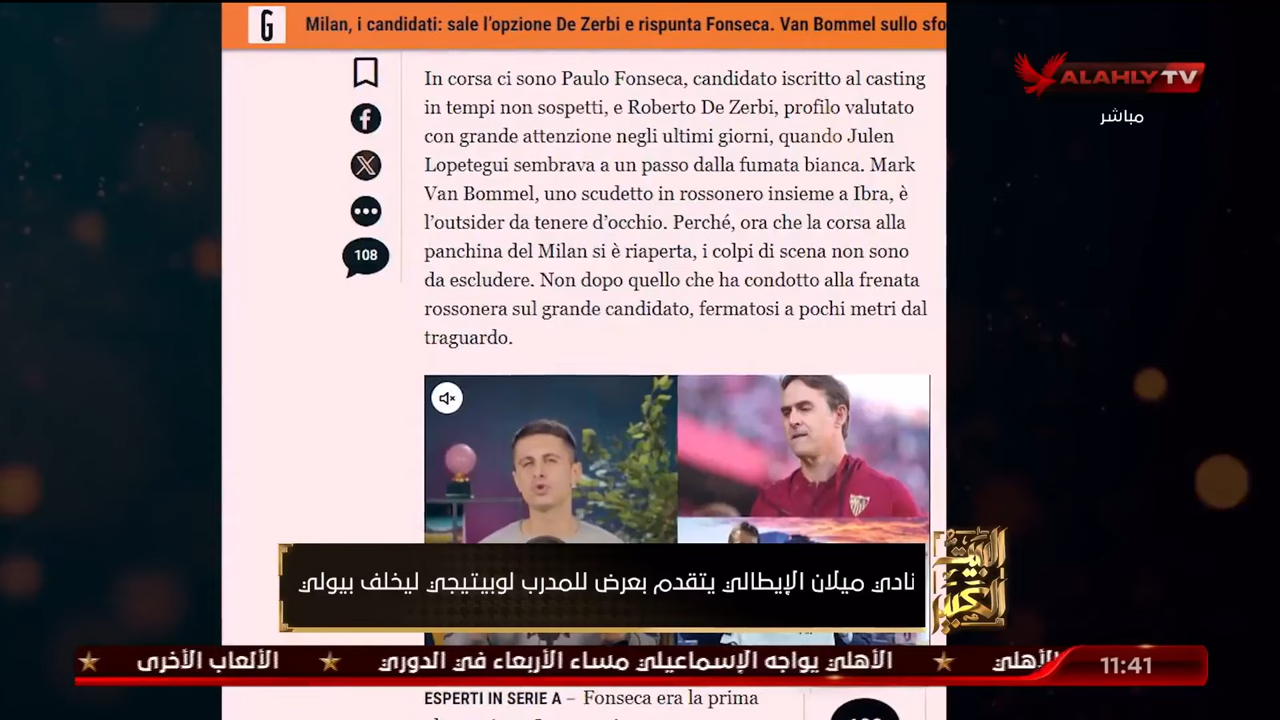 G
Milan, i candidati: sale l'opzione De Zerbi e rispunta Fonseca. Van Bommel sullo sfo
ALAHLY TV
مباشر
In corsa ci sono Paulo Fonseca, candidato iscritto al casting
in tempi non sospetti, e Roberto De Zerbi, profilo valutato
con grande attenzione negli ultimi giorni, quando Julen
Lopetegui sembrava a un passo dalla fumata bianca. Mark
Van Bommel, uno scudetto in rossonero insieme a Ibra, è
l'outsider da tenere d'occhio. Perché, ora che la corsa alla
panchina del Milan si è riaperta, i colpi di scena non sono
da escludere. Non dopo quello che ha condotto alla frenata
rossonera sul grande candidato, fermatosi a pochi metri dal
traguardo.
108
البيت
الكبير
نادي ميلان الإيطالي يتقدم بعرض للمدرب لوبيتيجي ليخلف بيولي
الأهلي ★ الأهلي يواجه الإسماعيلي مساء الأربعاء في الدوري ★ الألعاب الأخرى ★
11:41
ESPERTI IN SERIE A – Fonseca era la prima